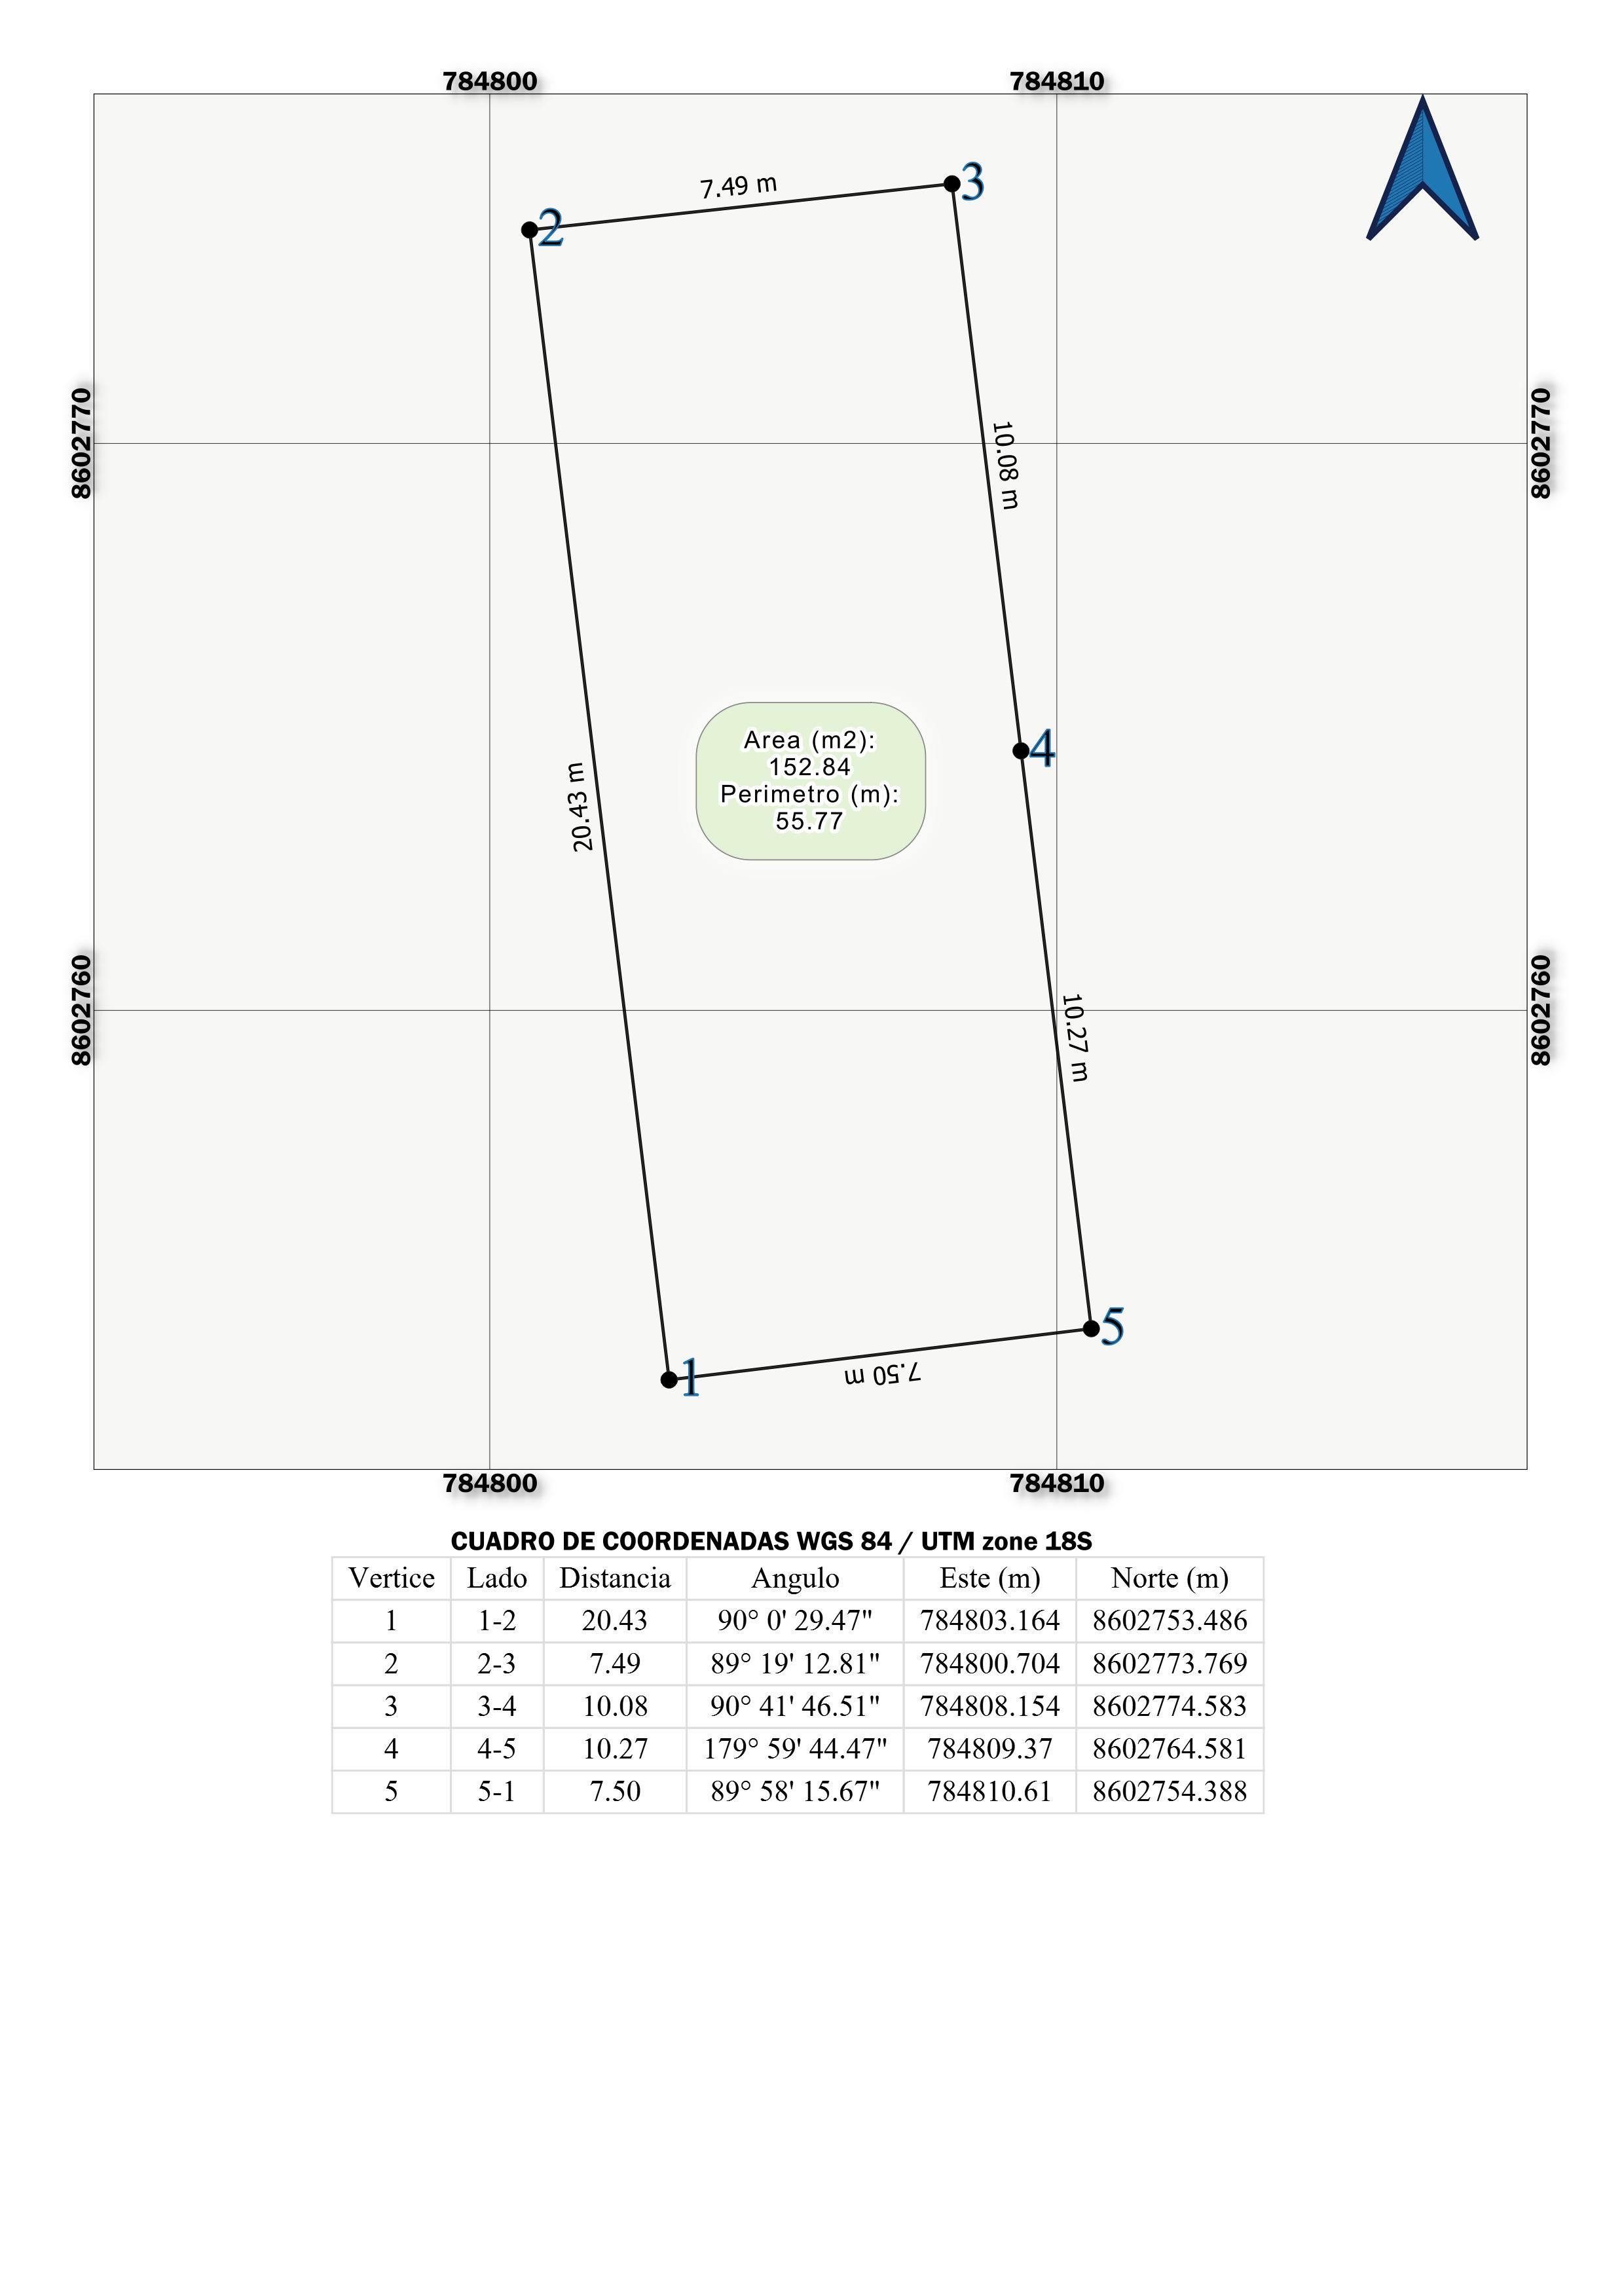 784800 784810
3
7.49 m
2
8602770 8602770
10.08 m
Area (m2):
152.84
Perimetro (m):
55.77
4
20.43 m
8602760 8602760
10.27 m
5
7.50 m
1
784800 784810
CUADRO DE COORDENADAS WGS 84 / UTM zone 18S
Vertice Lado Distancia Angulo Este (m) Norte (m)
1 1-2 20.43 90° 0' 29.47" 784803.164 8602753.486
2 2-3 7.49 89° 19' 12.81" 784800.704 8602773.769
3 3-4 10.08 90° 41' 46.51" 784808.154 8602774.583
4 4-5 10.27 179° 59' 44.47" 784809.37 8602764.581
5 5-1 7.50 89° 58' 15.67" 784810.61 8602754.388